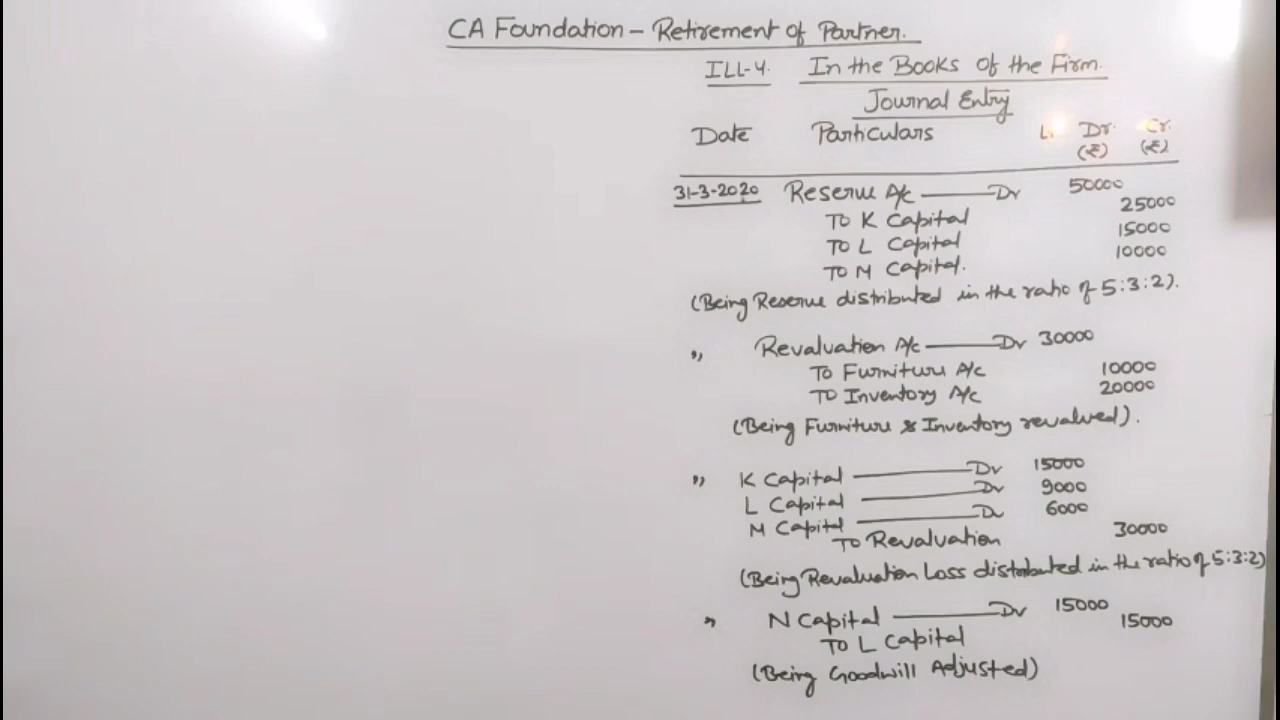 CA Foundation – Retirement of Partner.
ILL-4. In the Books of the Firm.
Journal Entry
Date Particulars L. Dr. Cr.
(₹) (₹)
31-3-2020 Reserve A/c —— Dr 50000
To K Capital 25000
To L Capital 15000
To M Capital. 10000
(Being Reserve distributed in the ratio of 5:3:2).
,, Revaluation A/c —— Dr 30000
To Furniture A/c 10000
To Inventory A/c 20000
(Being Furniture & Inventory revalued).
,, K Capital —— Dr 15000
L Capital —— Dr 9000
M Capital —— Dr 6000
To Revaluation 30000
(Being Revaluation Loss distributed in the ratio of 5:3:2)
,, N Capital —— Dr 15000
To L Capital 15000
(Being Goodwill Adjusted)